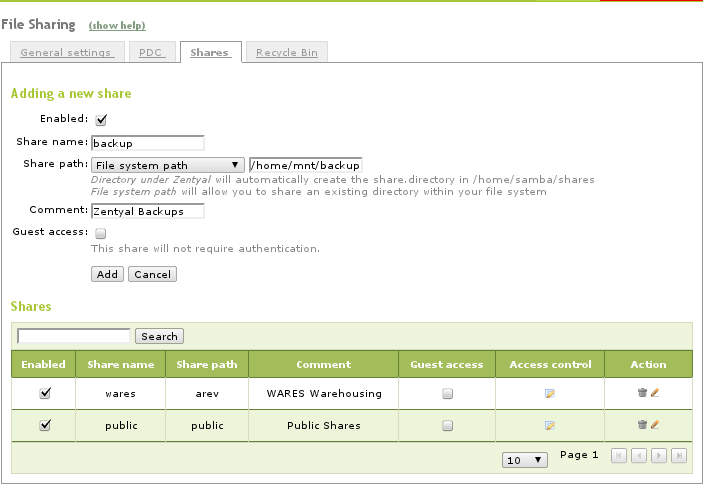 File Sharing (show help)
General settings PDC Shares Recycle Bin
Adding a new share
Enabled:
Share name: backup
Share path: File system path /home/mnt/backup
Directory under Zentyal will automatically create the share.directory in /home/samba/shares
File system path will allow you to share an existing directory within your file system
Comment: Zentyal Backups
Guest access:
This share will not require authentication.
Add Cancel
Shares
Search
Enabled Share name Share path Comment Guest access Access control Action
wares arev WARES Warehousing
public public Public Shares
10 Page 1